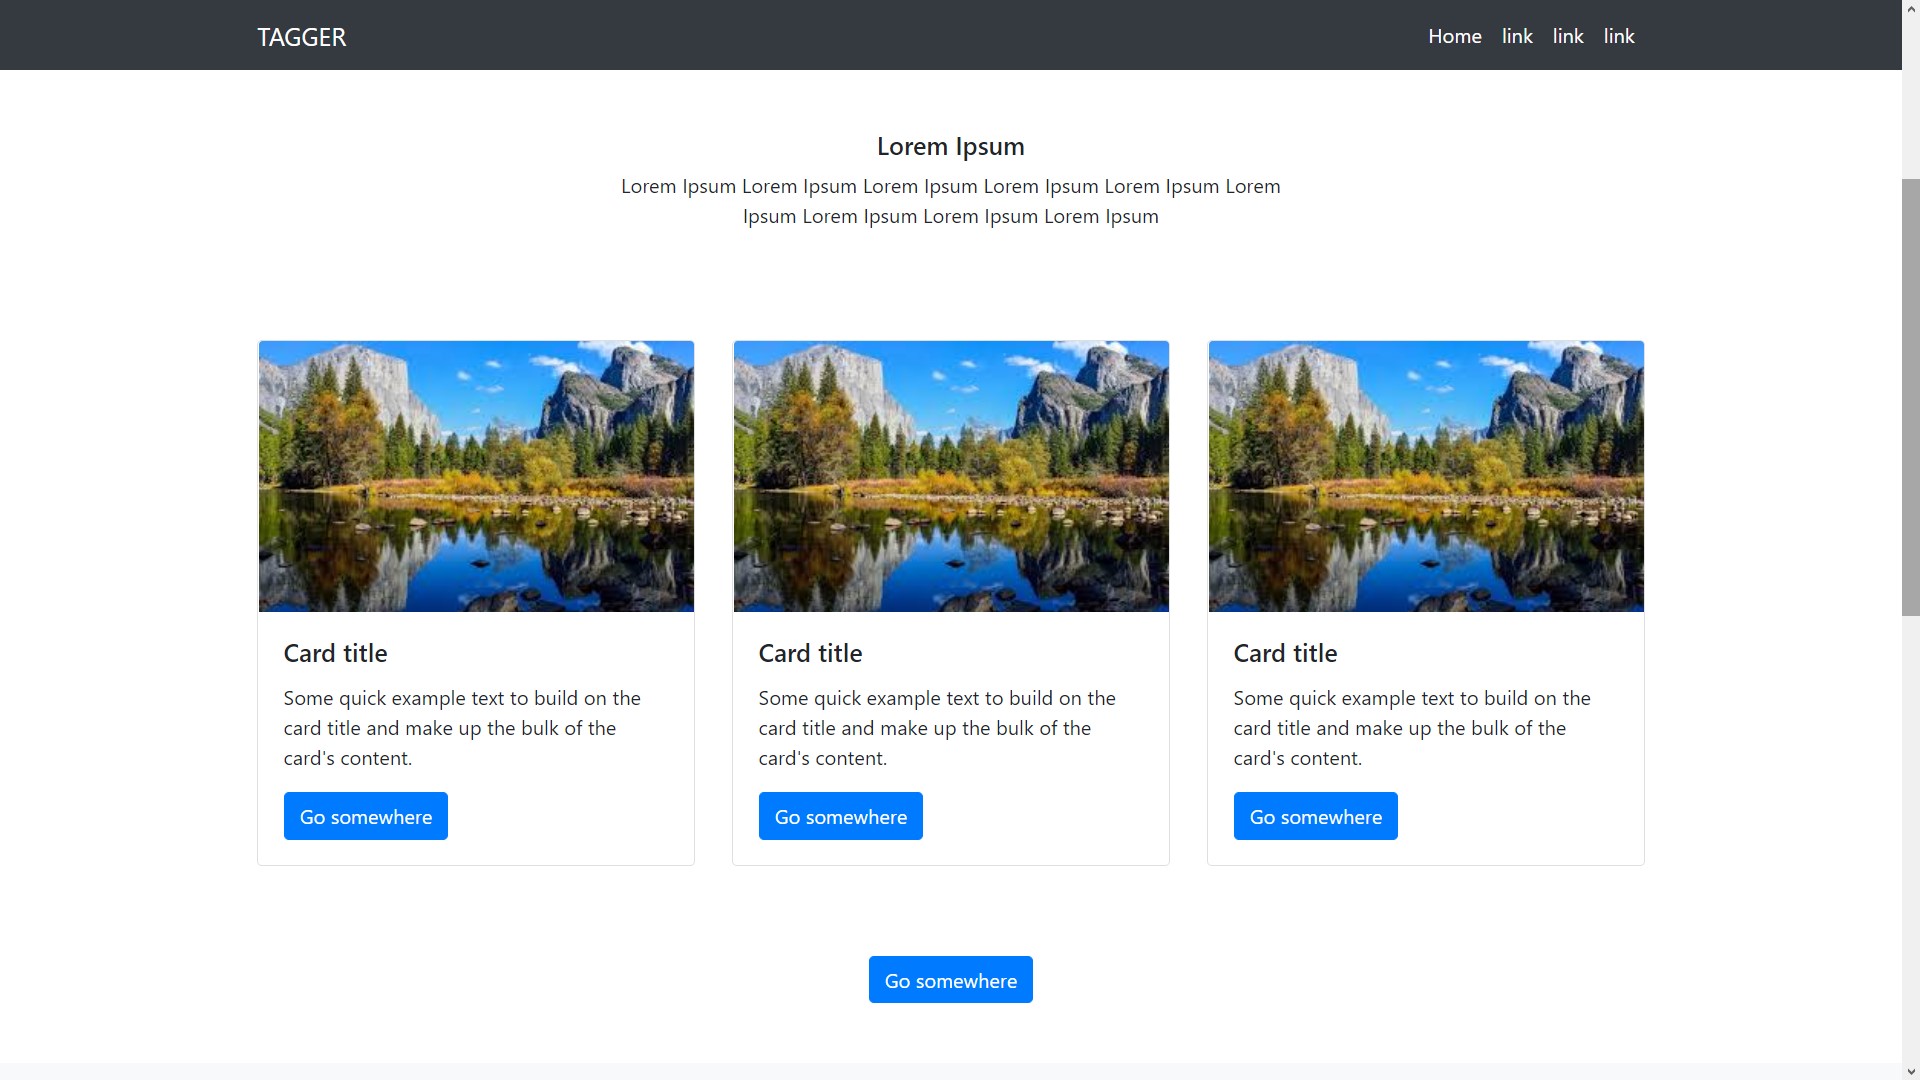 TAGGER
Home link link link
Lorem Ipsum
Lorem Ipsum Lorem Ipsum Lorem Ipsum Lorem Ipsum Lorem Ipsum Lorem
Ipsum Lorem Ipsum Lorem Ipsum Lorem Ipsum
Card title
Some quick example text to build on the
card title and make up the bulk of the
card's content.
Go somewhere
Card title
Some quick example text to build on the
card title and make up the bulk of the
card's content.
Go somewhere
Card title
Some quick example text to build on the
card title and make up the bulk of the
card's content.
Go somewhere
Go somewhere